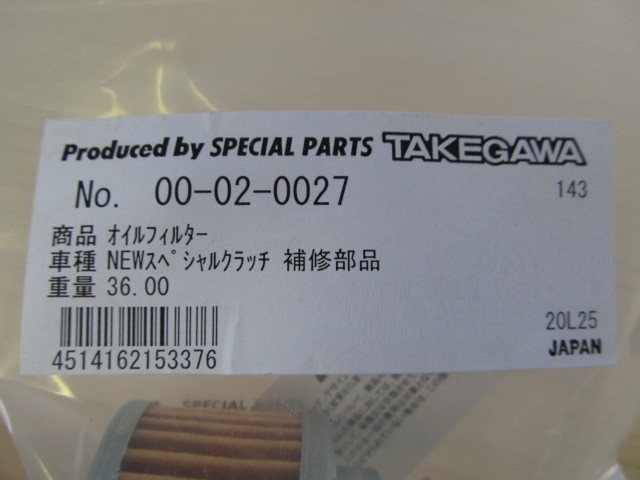 Produced by SPECIAL PARTS TAKEGAWA
No. 00-02-0027 143
商品 ｵｲﾙﾌｨﾙﾀｰ
車種 NEWｽﾍﾟｼｬﾙｸﾗｯﾁ 補修部品
重量 36.00
20L25
4514162153376 JAPAN
SPECIAL